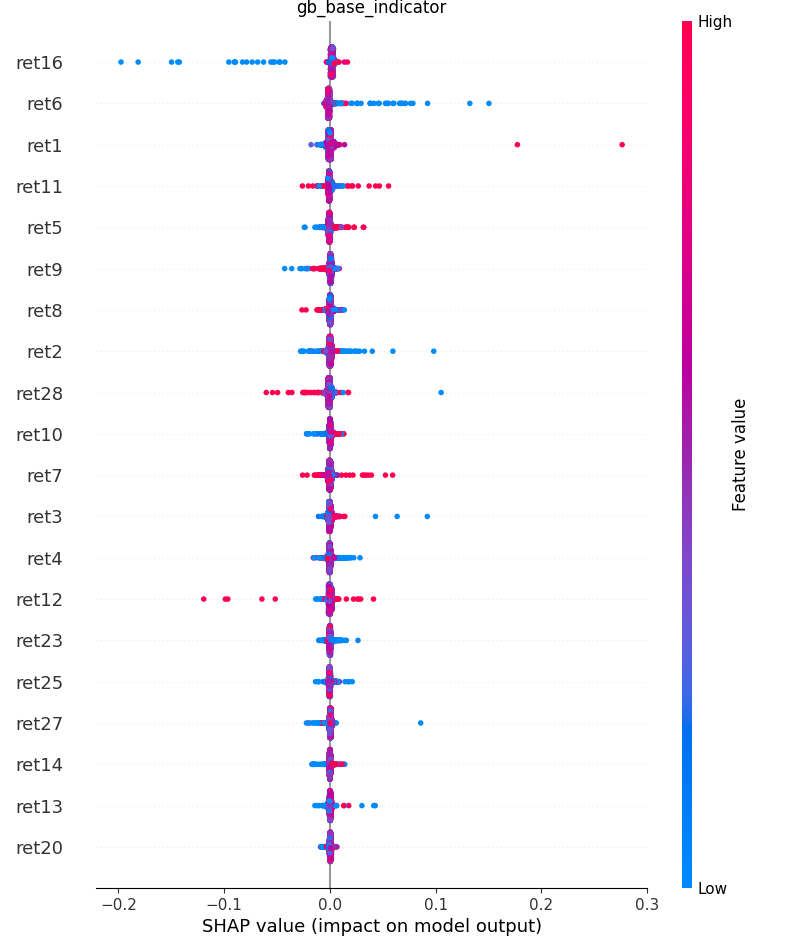 gb_base_indicator
High
ret16
ret6
ret1
ret11
ret5
ret9
ret8
ret2
ret28
ret10
ret7
ret3
ret4
ret12
ret23
ret25
ret27
ret14
ret13
ret20
Feature value
Low
−0.2 −0.1 0.0 0.1 0.2 0.3
SHAP value (impact on model output)